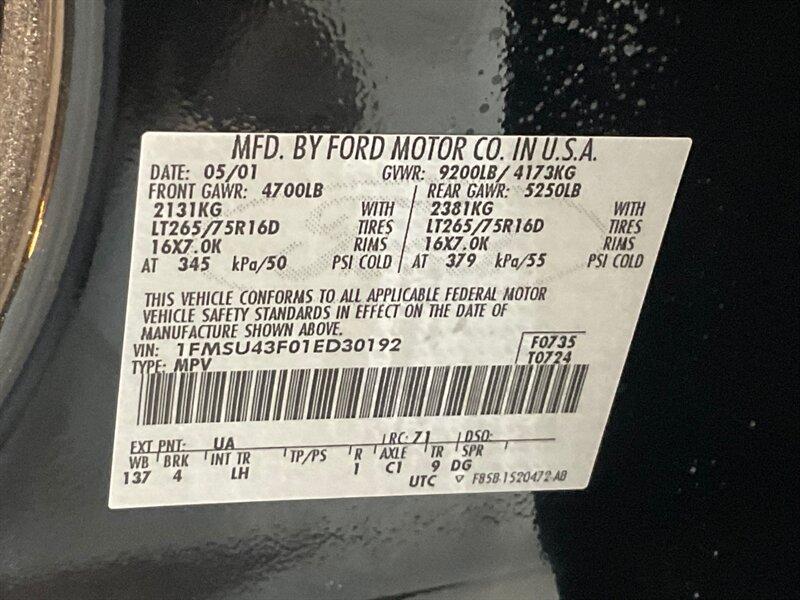 MFD. BY FORD MOTOR CO. IN U.S.A.
DATE: 05/01 GVWR: 9200LB/ 4173KG
FRONT GAWR: 4700LB REAR GAWR: 5250LB
2131KG WITH 2381KG WITH
LT265/75R16D TIRES LT265/75R16D TIRES
16X7.0K RIMS 16X7.0K RIMS
AT 345 kPa/50 PSI COLD AT 379 kPa/55 PSI COLD
THIS VEHICLE CONFORMS TO ALL APPLICABLE FEDERAL MOTOR
VEHICLE SAFETY STANDARDS IN EFFECT ON THE DATE OF
MANUFACTURE SHOWN ABOVE.
VIN: 1FMSU43F01ED30192 F0735
TYPE: MPV T0724
EXT PNT: UA RC: 71 DSO:
WB BRK INT TR TP/PS R AXLE TR SPR
137 4 LH 1 C1 9 DG
UTC ▽ F85B-1520472-AB